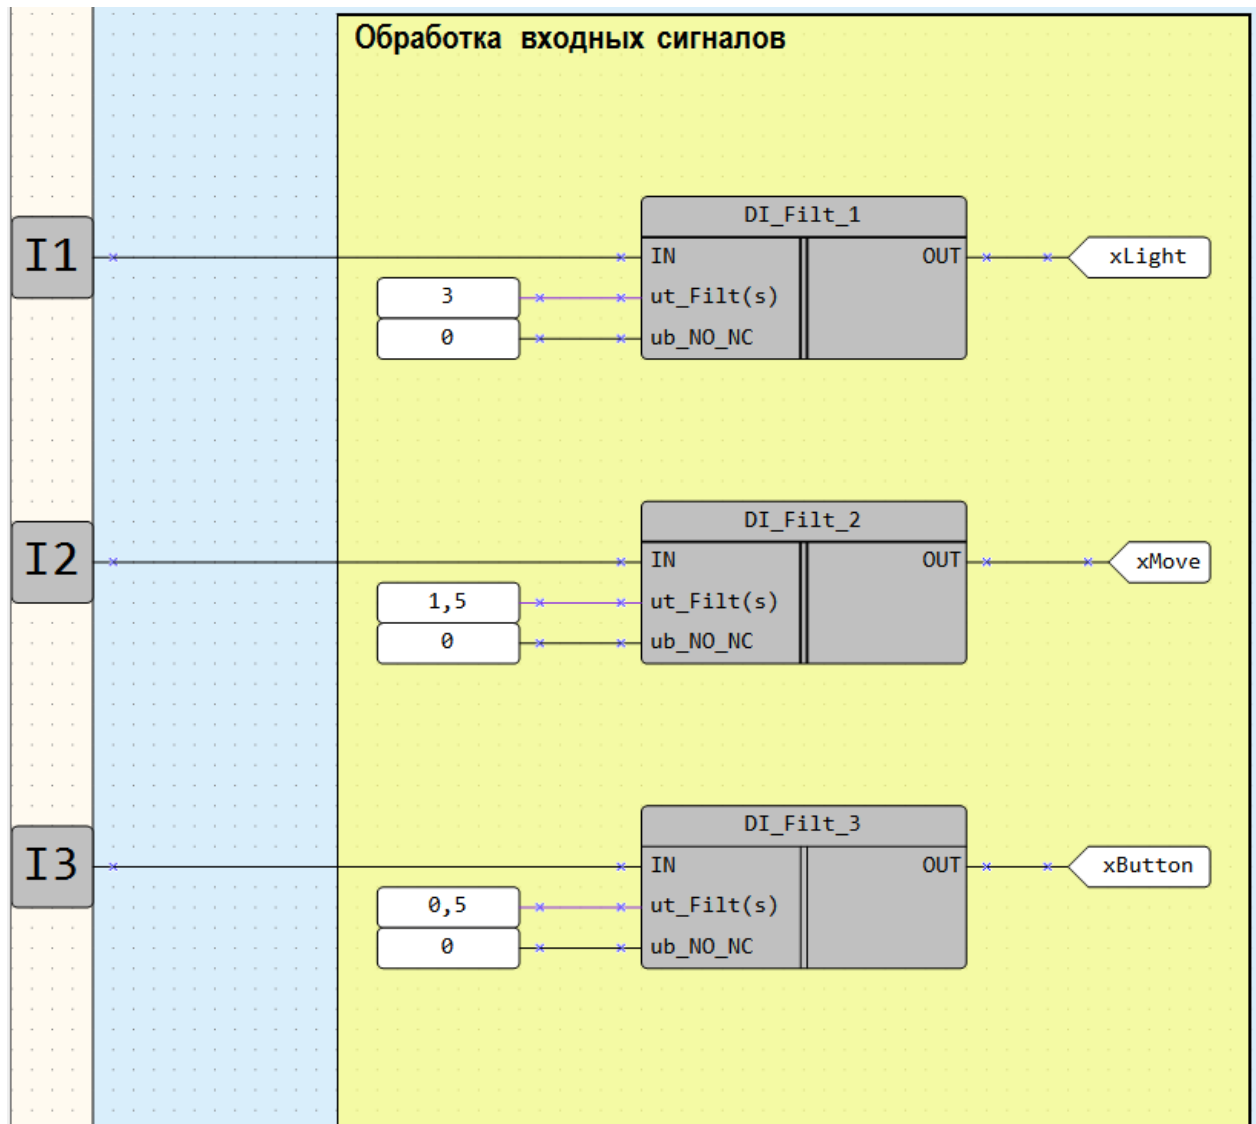 Обработка входных сигналов
DI_Filt_1
I1
IN
OUT
xLight
3
ut_Filt(s)
0
ub_NO_NC
DI_Filt_2
I2
IN
OUT
xMove
1,5
ut_Filt(s)
0
ub_NO_NC
DI_Filt_3
I3
IN
OUT
xButton
0,5
ut_Filt(s)
0
ub_NO_NC